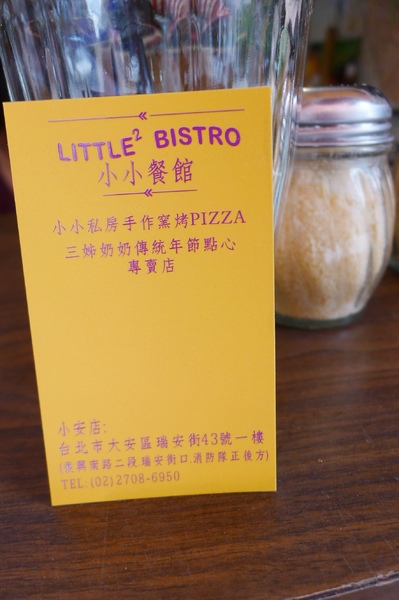 LITTLE² BISTRO
小小餐館
小小私房手作窯烤PIZZA
三姊奶奶傳統年節點心
專賣店
小安店:
台北市大安區瑞安街43號一樓
(復興南路二段瑞安街口,消防隊正後方)
TEL:(02)2708-6950